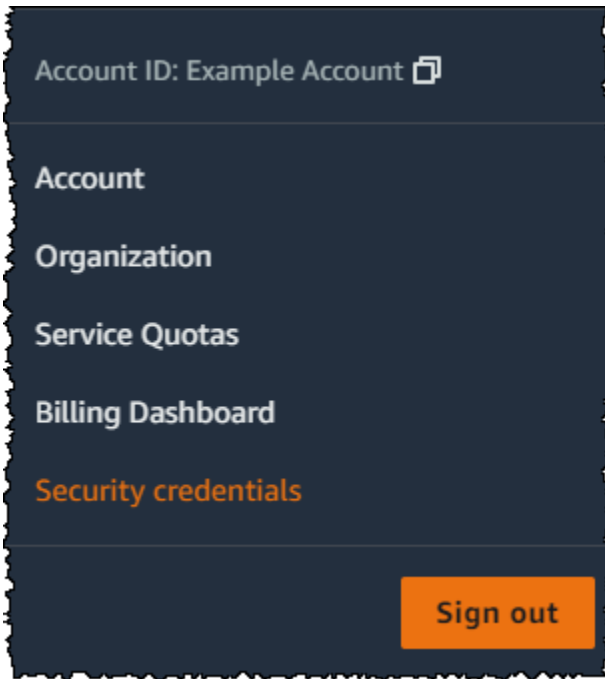 Account ID: Example Account
Account
Organization
Service Quotas
Billing Dashboard
Security credentials
Sign out